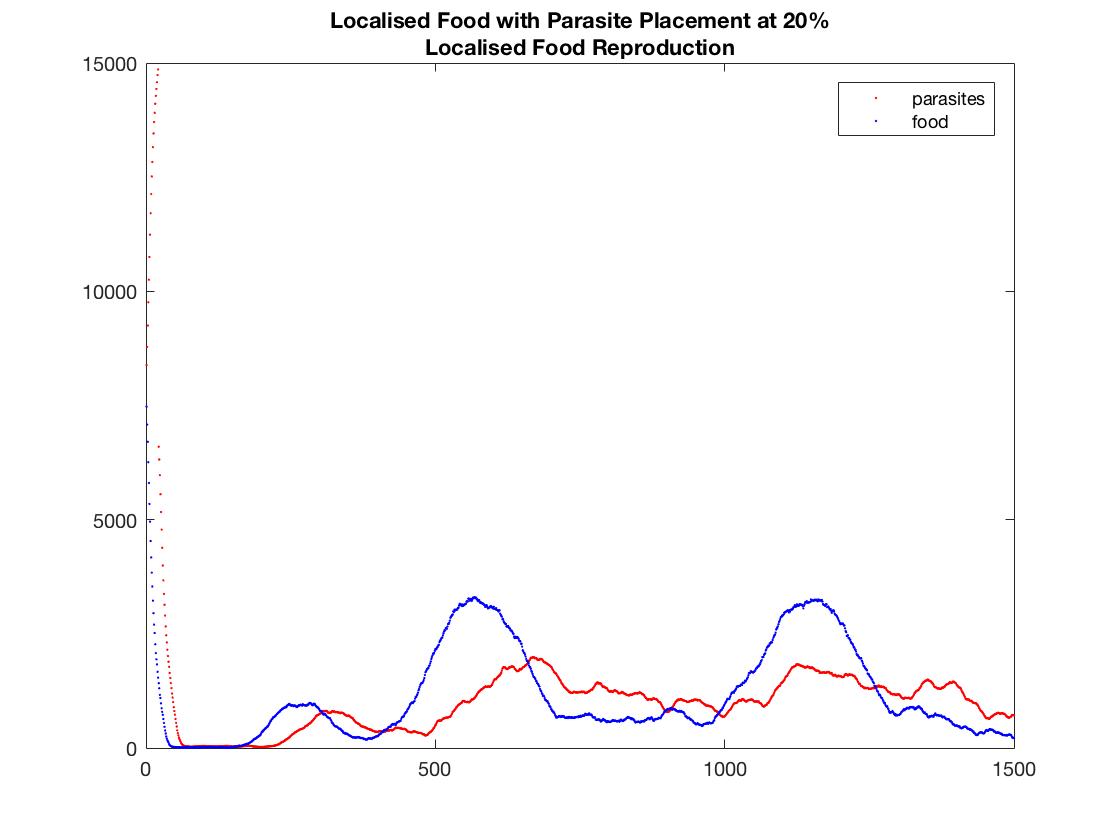 Localised Food with Parasite Placement at 20%
Localised Food Reproduction
15000
parasites
food
10000
5000
0
0
500
1000
1500